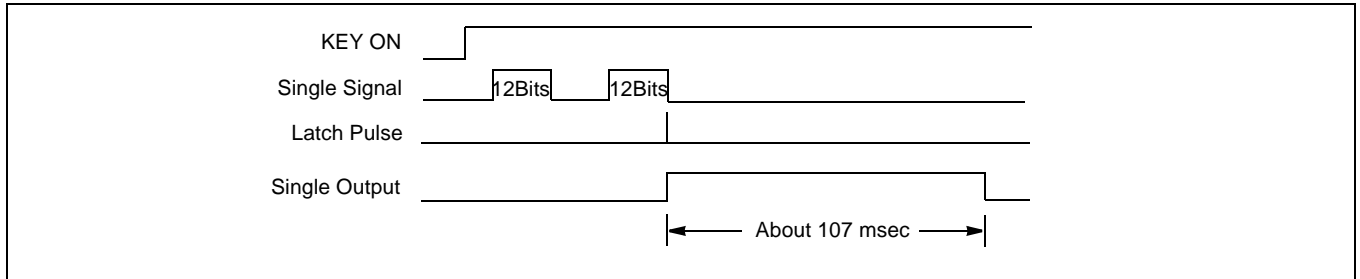 KEY ON
Single Signal
12Bits 12Bits
Latch Pulse
Single Output
About 107 msec